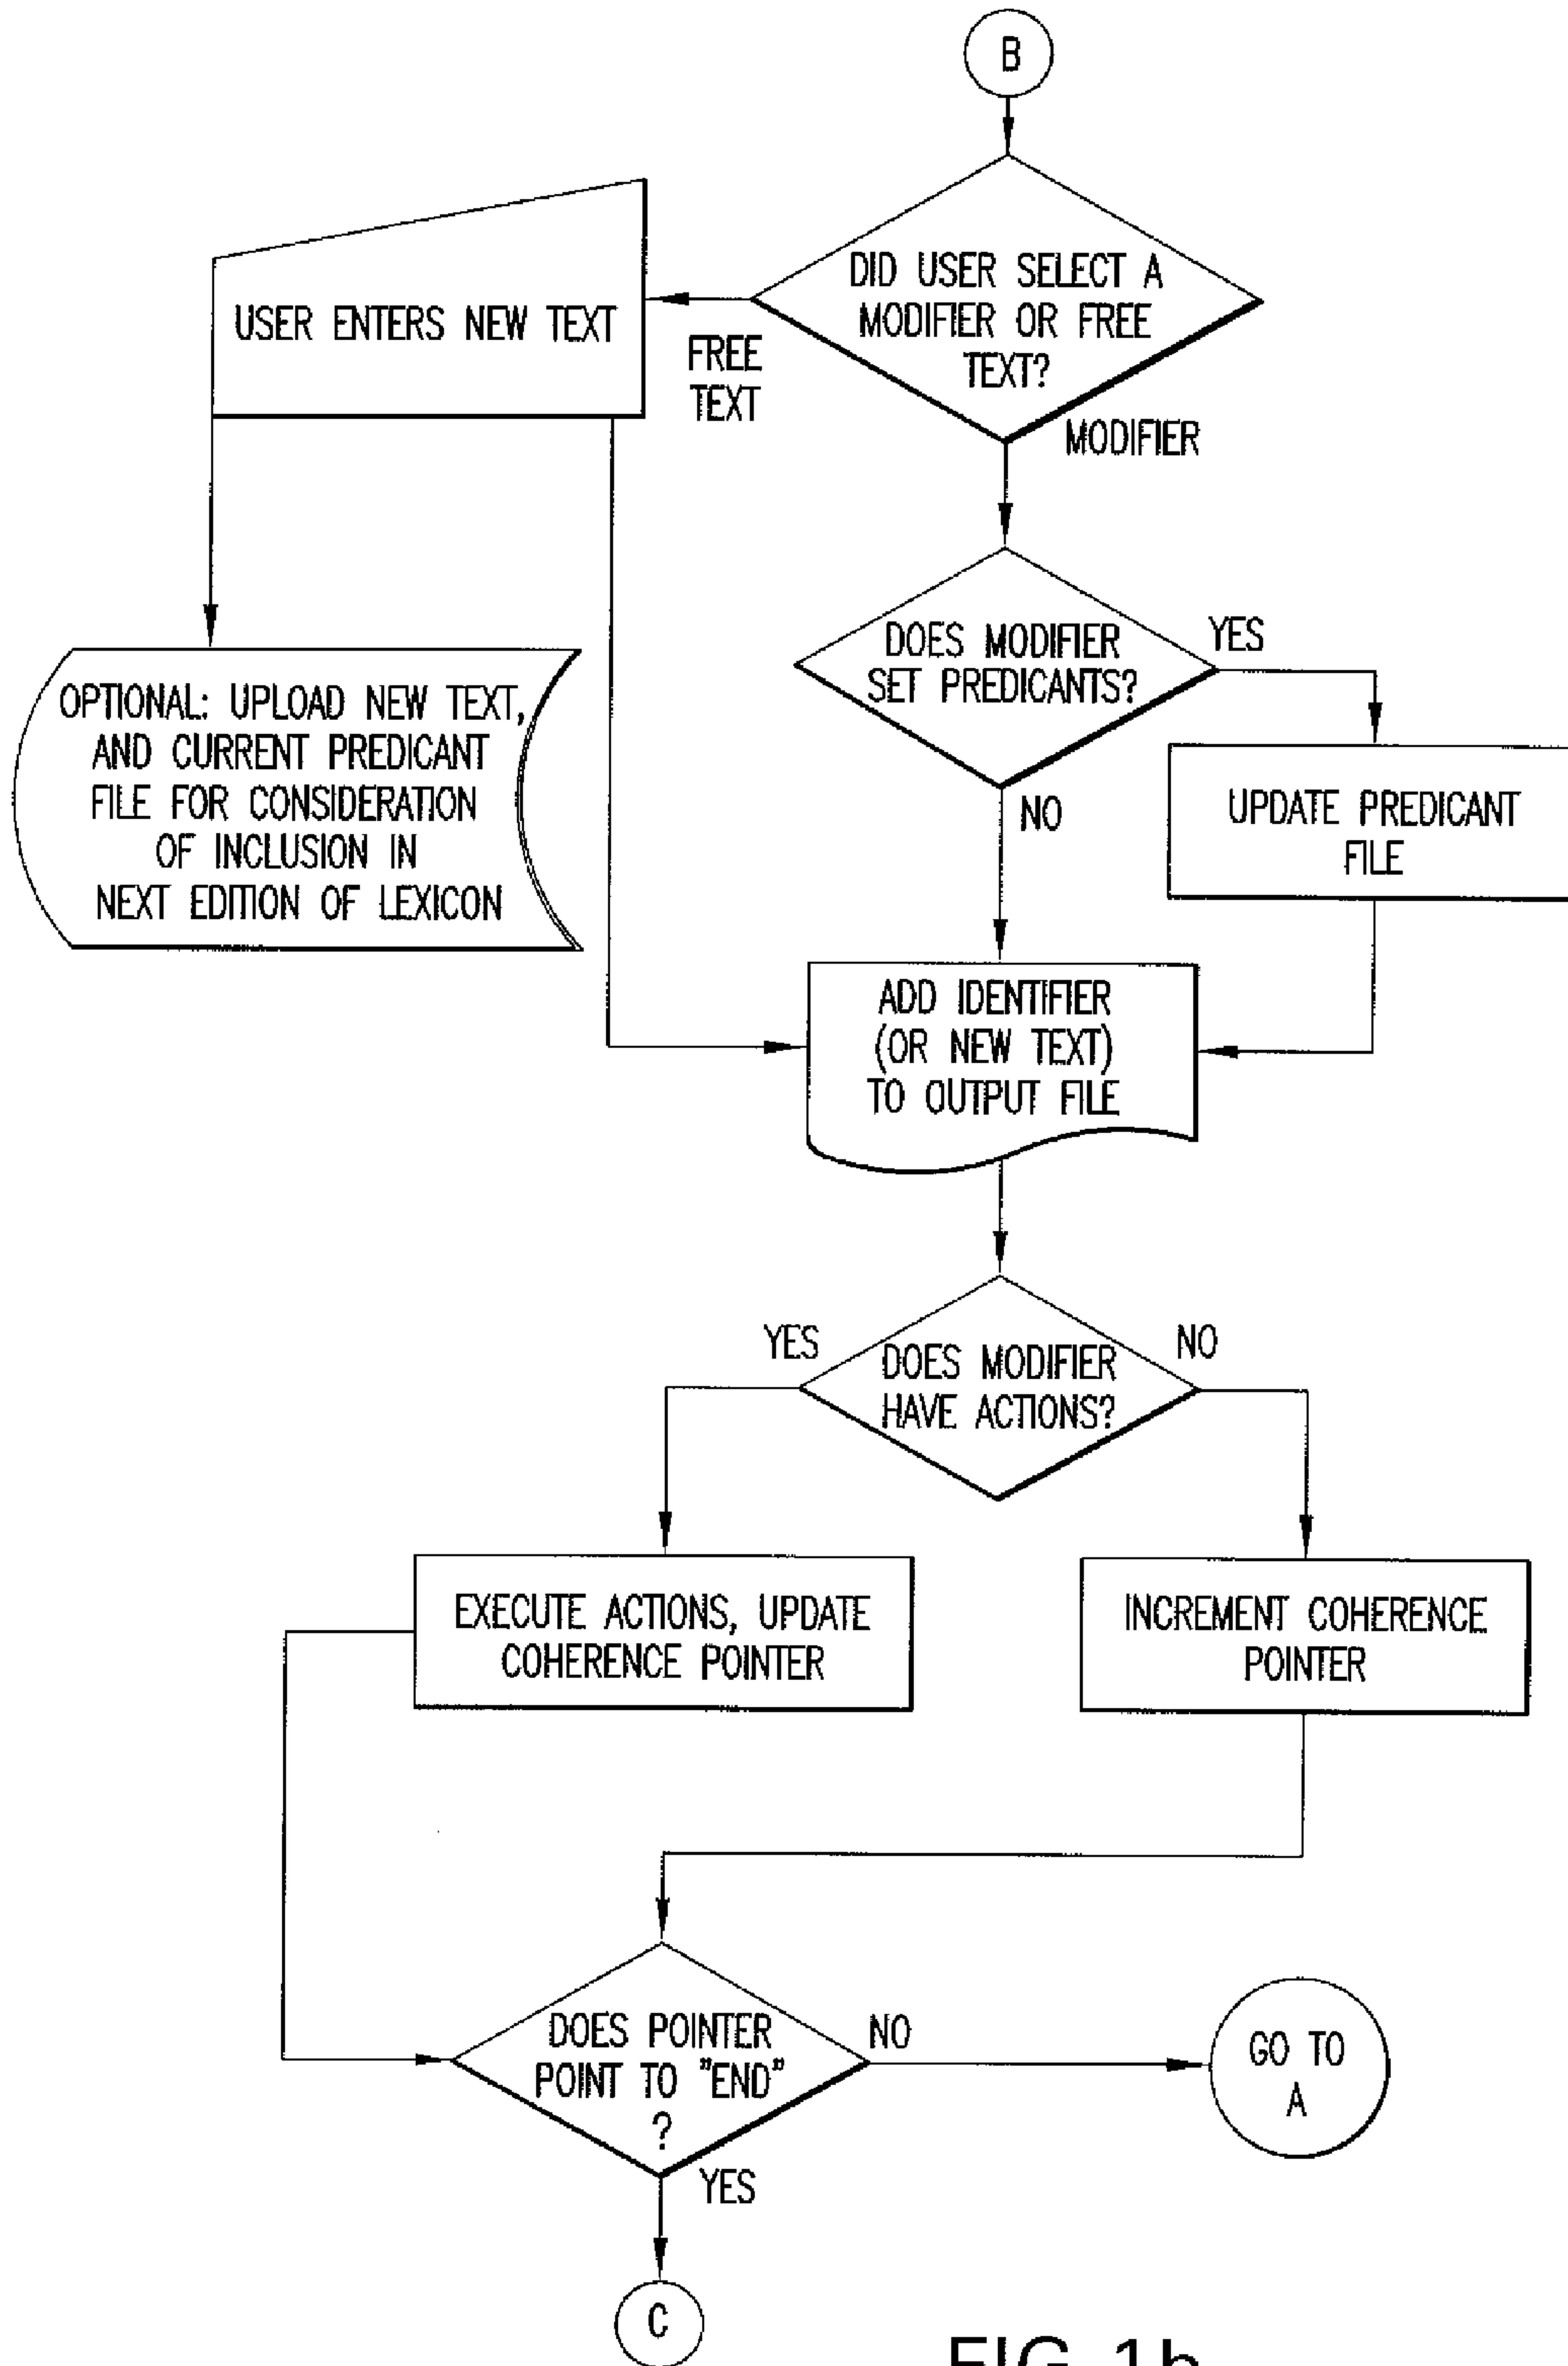 B
DID USER SELECT A
MODIFIER OR FREE
TEXT?
USER ENTERS NEW TEXT
FREE
TEXT
MODIFIER
DOES MODIFIER
SET PREDICANTS?
YES
OPTIONAL: UPLOAD NEW TEXT,
AND CURRENT PREDICANT
FILE FOR CONSIDERATION
OF INCLUSION IN
NEXT EDITION OF LEXICON
NO
UPDATE PREDICANT
FILE
ADD IDENTIFIER
(OR NEW TEXT)
TO OUTPUT FILE
YES
DOES MODIFIER
HAVE ACTIONS?
NO
EXECUTE ACTIONS, UPDATE
COHERENCE POINTER
INCREMENT COHERENCE
POINTER
DOES POINTER
POINT TO "END"
?
NO
GO TO
A
YES
C
FIG. 1b